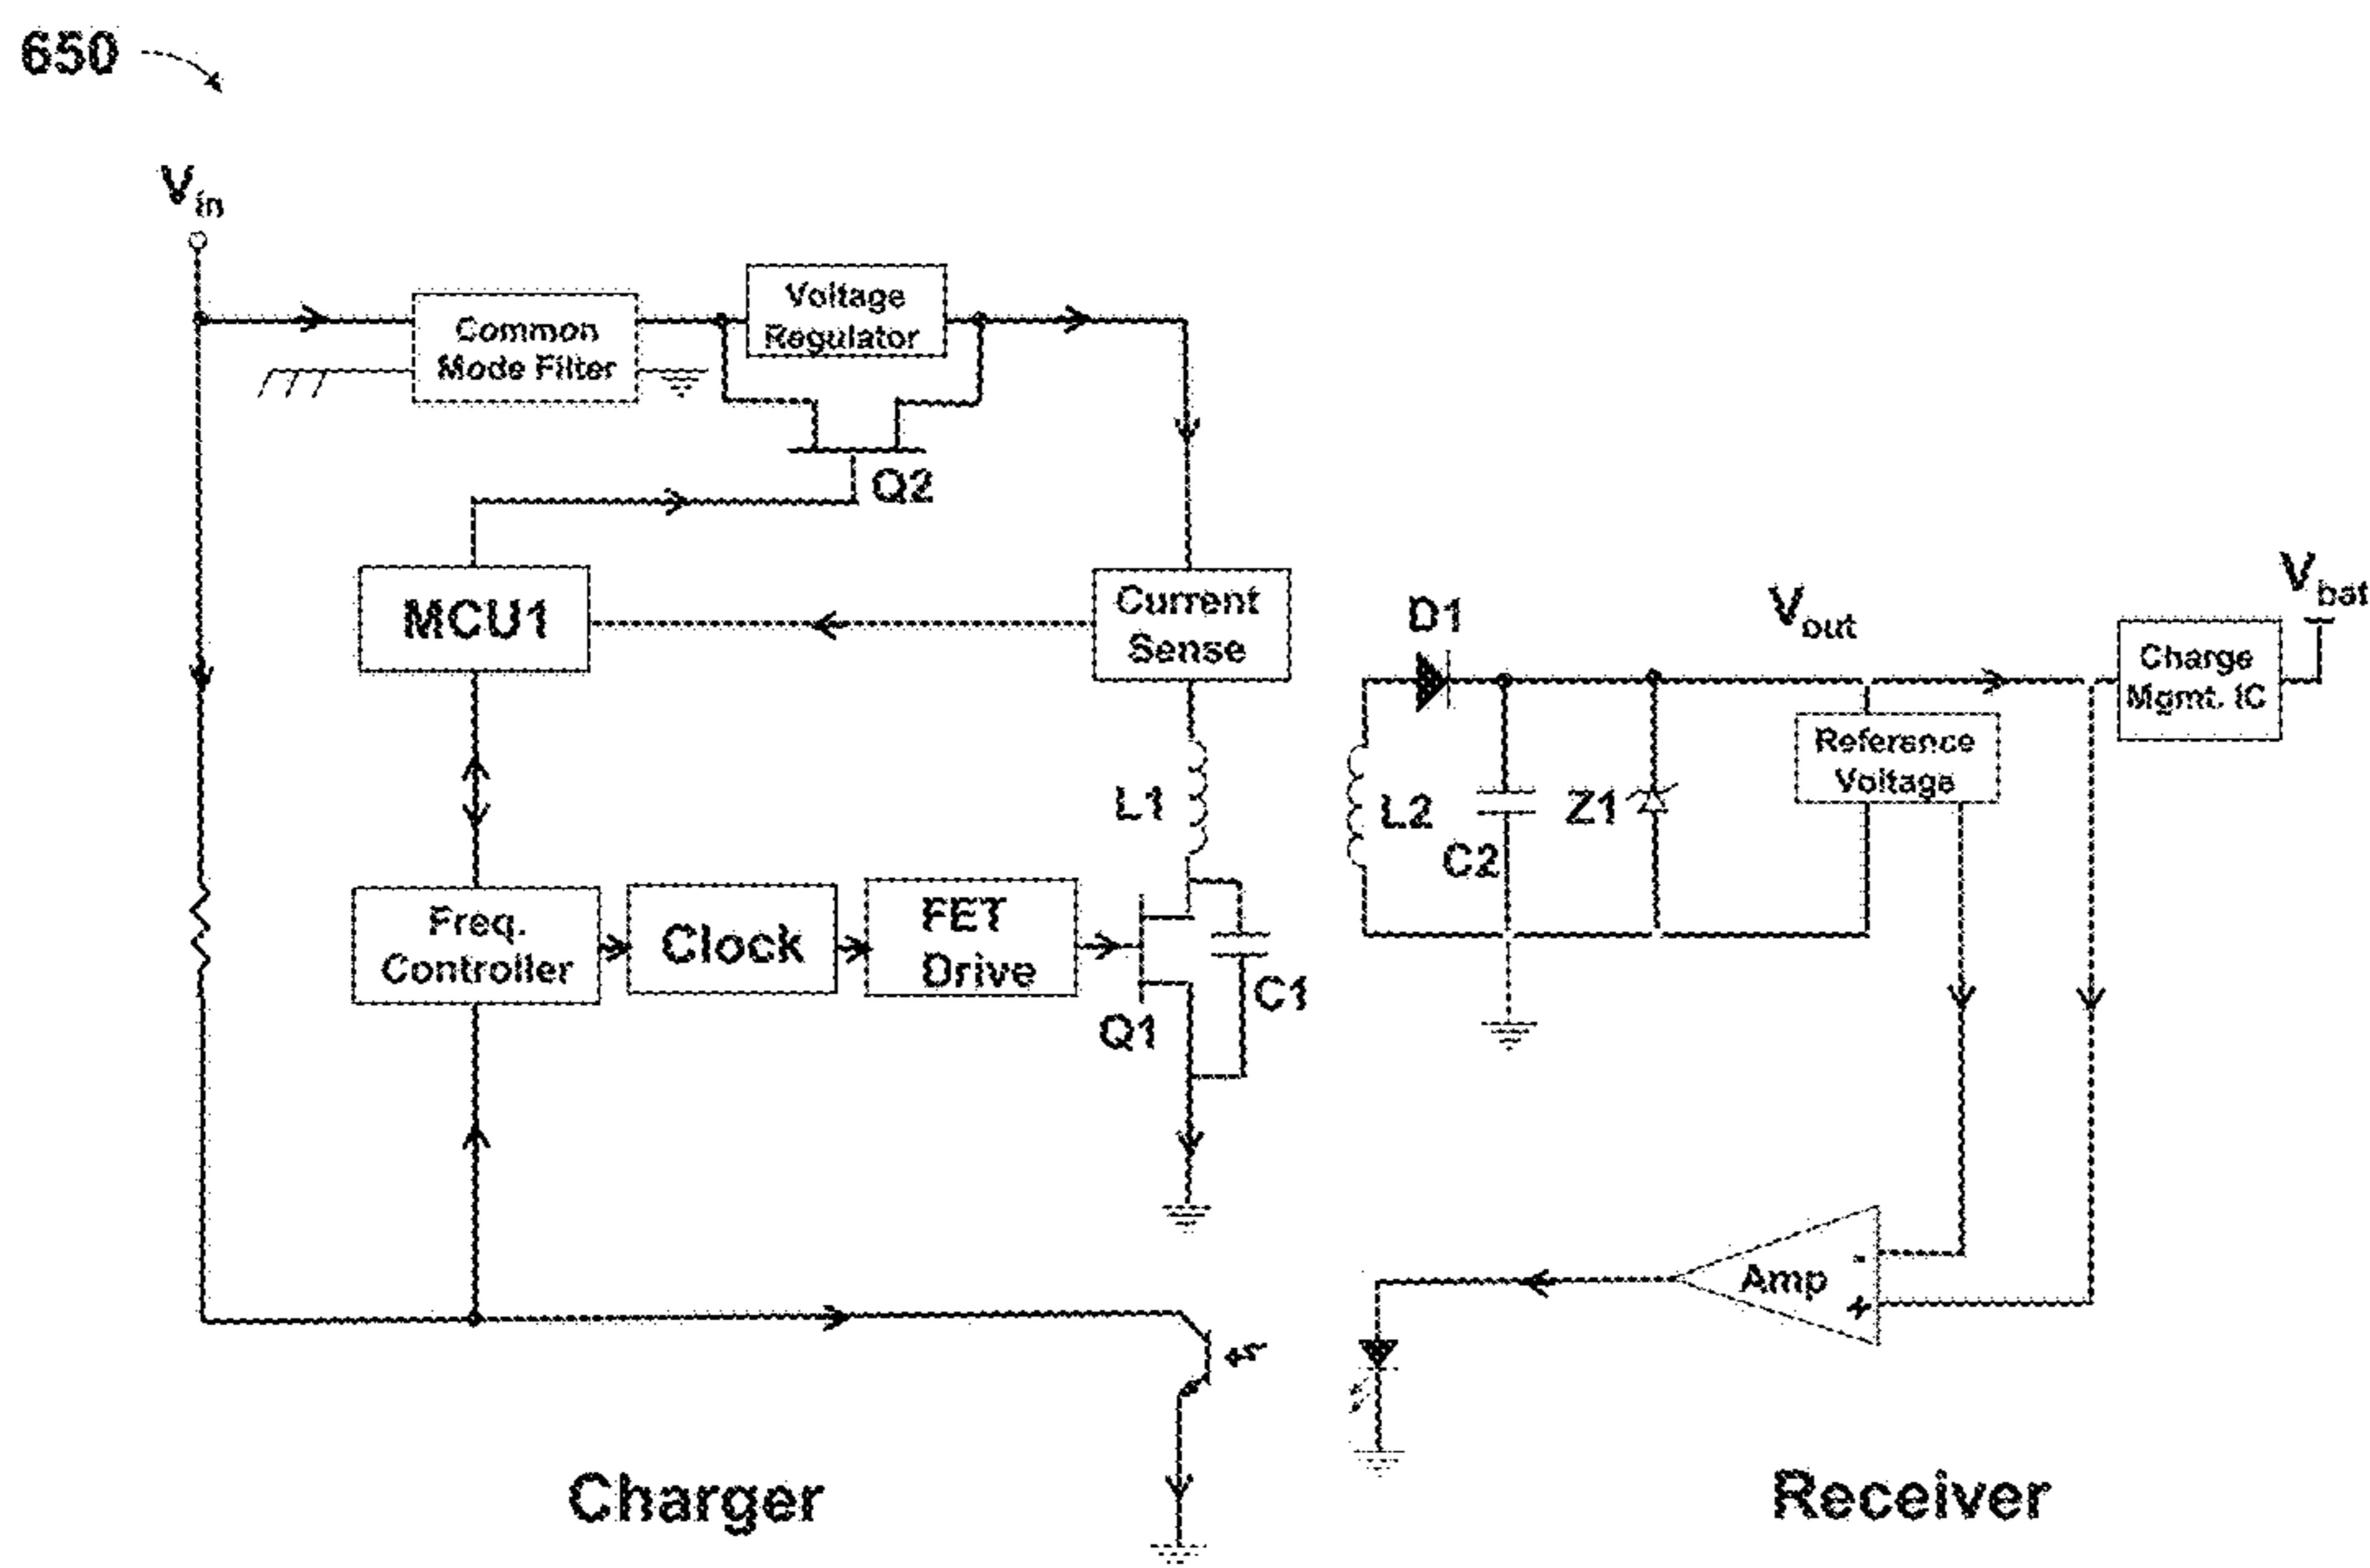 650
Vin
Voltage
Regulator
Common
Mode Filter
Q2
MCU1
Current
Sense
L1
Freq.
Controller
Clock
FET
Drive
Q1
C1
Charger
D1
Vout
Vbat
Charge
Mgmt. IC
Reference
Voltage
L2
C2
Z1
-
Amp
+
Receiver